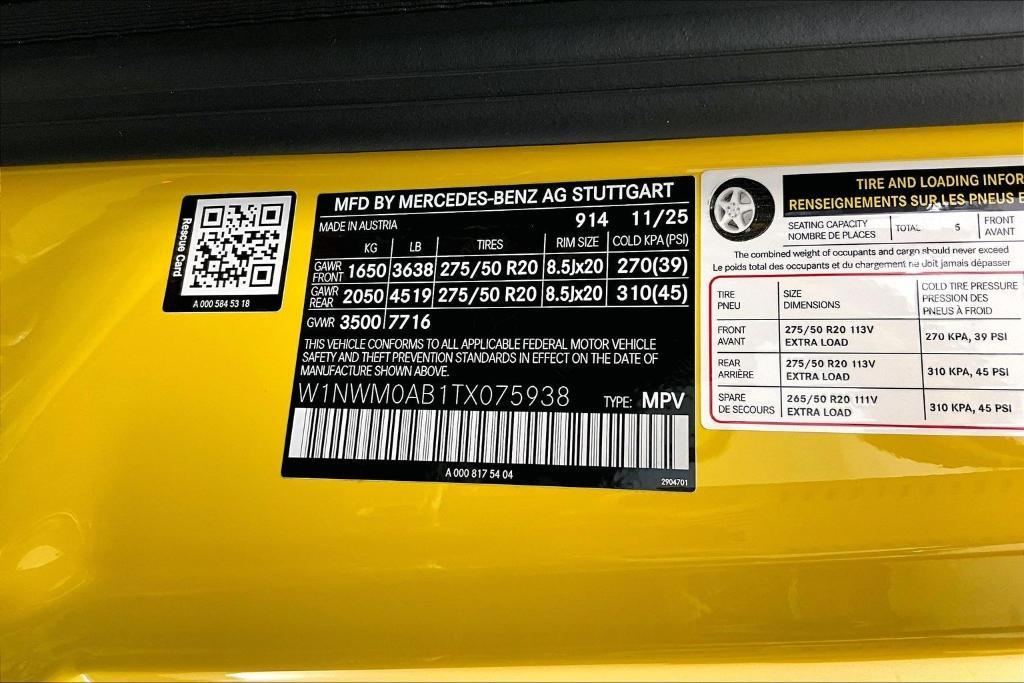 Rescue Card
A 000 584 53 18
MFD BY MERCEDES-BENZ AG STUTTGART
MADE IN AUSTRIA 914 11/25
KG LB TIRES RIM SIZE COLD KPA (PSI)
GAWR FRONT 1650 3638 275/50 R20 8.5Jx20 270(39)
GAWR REAR 2050 4519 275/50 R20 8.5Jx20 310(45)
GVWR 3500 7716
THIS VEHICLE CONFORMS TO ALL APPLICABLE FEDERAL MOTOR VEHICLE
SAFETY AND THEFT PREVENTION STANDARDS IN EFFECT ON THE DATE OF
MANUFACTURE SHOWN ABOVE.
W1NWM0AB1TX075938 TYPE: MPV
A 000 817 54 04
2904701
TIRE AND LOADING INFOR
RENSEIGNEMENTS SUR LES PNEUS E
SEATING CAPACITY
NOMBRE DE PLACES
TOTAL 5
FRONT
AVANT
The combined weight of occupants and cargo should never exceed
Le poids total des occupants et du chargement ne doit jamais dépasser
TIRE
PNEU
SIZE
DIMENSIONS
COLD TIRE PRESSURE
PRESSION DES
PNEUS À FROID
FRONT
AVANT
275/50 R20 113V
EXTRA LOAD
270 KPA, 39 PSI
REAR
ARRIÈRE
275/50 R20 113V
EXTRA LOAD
310 KPA, 45 PSI
SPARE
DE SECOURS
265/50 R20 111V
EXTRA LOAD
310 KPA, 45 PSI